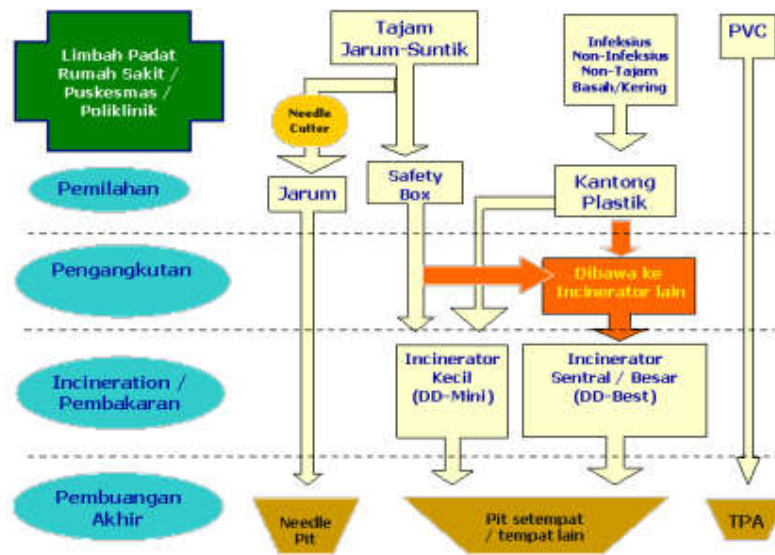 Limbah Padat
Rumah Sakit /
Puskesmas /
Poliklinik
Tajam
Jarum-Suntik
Infeksius
Non-Infeksius
Non-Tajam
Basah/Kering
PVC
Needle
Cutter
Pemilahan
Jarum
Safety
Box
Kantong
Plastik
Pengangkutan
Dibawa ke
Incinerator lain
Incineration /
Pembakaran
Incinerator
Kecil
(DD-Mini)
Incinerator
Sentral / Besar
(DD-Best)
Pembuangan
Akhir
Needle
Pit
Pit setempat
/ tempat lain
TPA